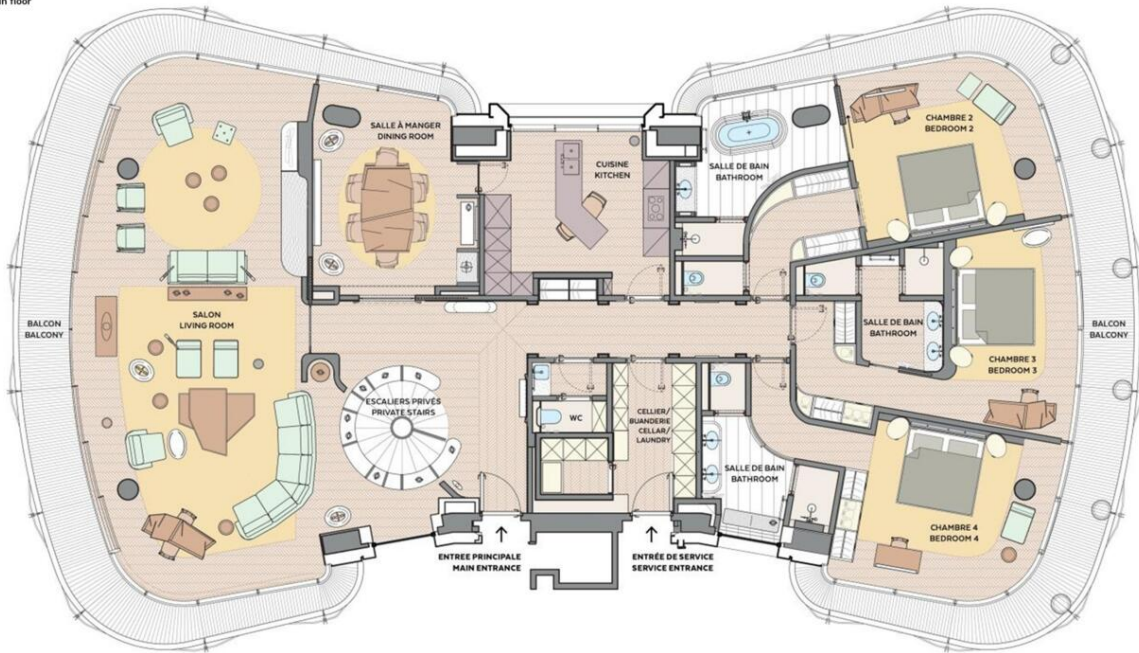 SALLE À MANGER
DINING ROOM
CUISINE
KITCHEN
SALLE DE BAIN
BATHROOM
CHAMBRE 2
BEDROOM 2
SALON
LIVING ROOM
BALCON
BALCONY
SALLE DE BAIN
BATHROOM
BALCON
BALCONY
CHAMBRE 3
BEDROOM 3
ESCALIERS PRIVÉS
PRIVATE STAIRS
WC
CELLIER/
BUANDERIE
CELLAR/
LAUNDRY
SALLE DE BAIN
BATHROOM
CHAMBRE 4
BEDROOM 4
ENTREE PRINCIPALE
MAIN ENTRANCE
ENTRÉE DE SERVICE
SERVICE ENTRANCE